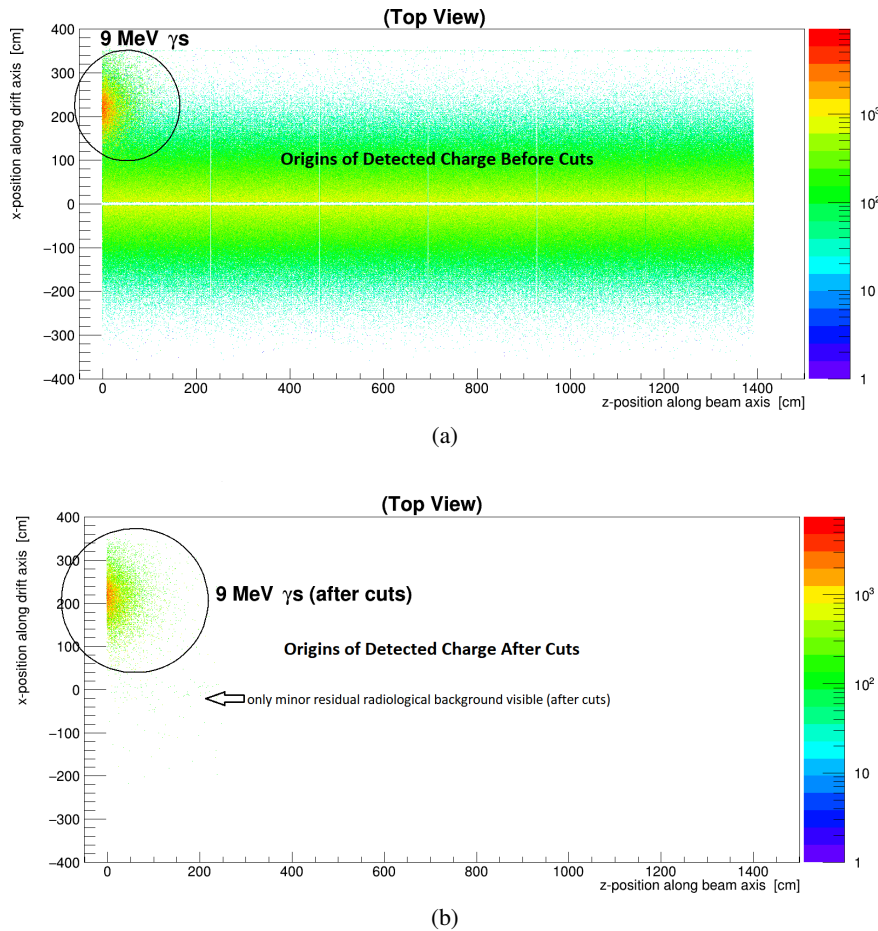 (Top View)
9 MeV γs
x-position along drift axis [cm]
400
300
200
100
0
−100
−200
−300
−400
Origins of Detected Charge Before Cuts
10³
10²
10
1
0 200 400 600 800 1000 1200 1400
z-position along beam axis [cm]
(a)
(Top View)
x-position along drift axis [cm]
400
300
200
100
0
−100
−200
−300
−400
9 MeV γs (after cuts)
Origins of Detected Charge After Cuts
only minor residual radiological background visible (after cuts)
10³
10²
10
1
0 200 400 600 800 1000 1200 1400
z-position along beam axis [cm]
(b)